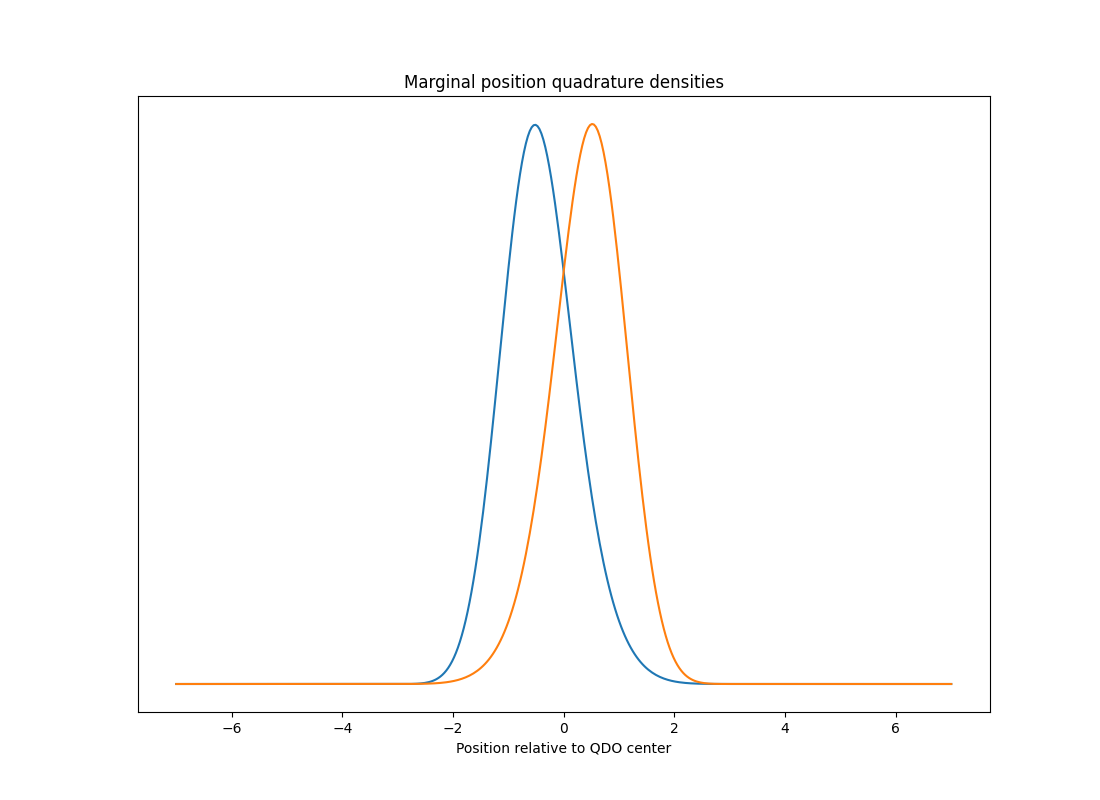 Marginal position quadrature densities
−6 −4 −2 0 2 4 6
Position relative to QDO center